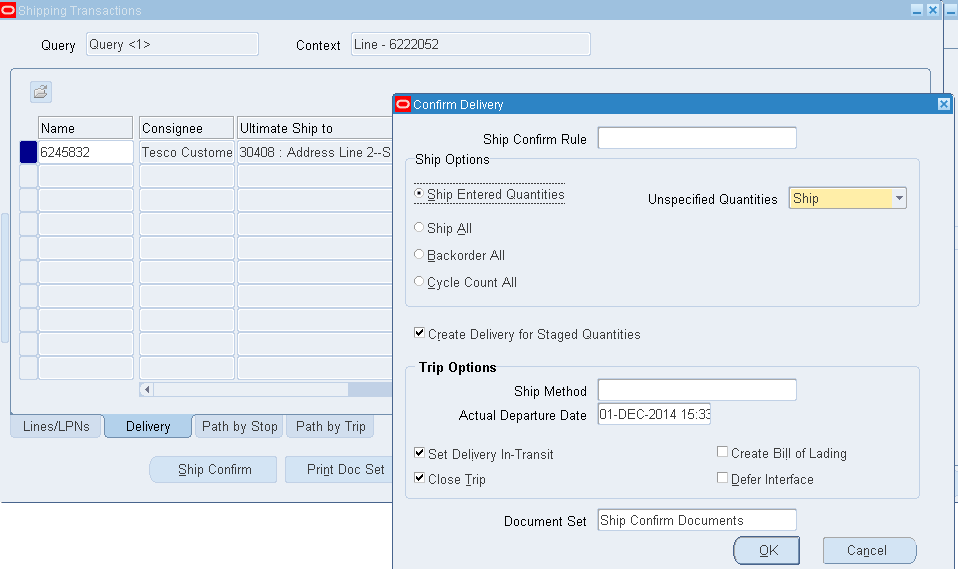 Shipping Transactions
Query Query <1> Context Line - 6222052
Name Consignee Ultimate Ship to
6245832 Tesco Custome 30408 : Address Line 2--S
Lines/LPNs Delivery Path by Stop Path by Trip
Ship Confirm Print Doc Set
Confirm Delivery
Ship Confirm Rule
Ship Options
Ship Entered Quantities Unspecified Quantities Ship
Ship All
Backorder All
Cycle Count All
Create Delivery for Staged Quantities
Trip Options
Ship Method
Actual Departure Date 01-DEC-2014 15:33
Set Delivery In-Transit Create Bill of Lading
Close Trip Defer Interface
Document Set Ship Confirm Documents
OK Cancel